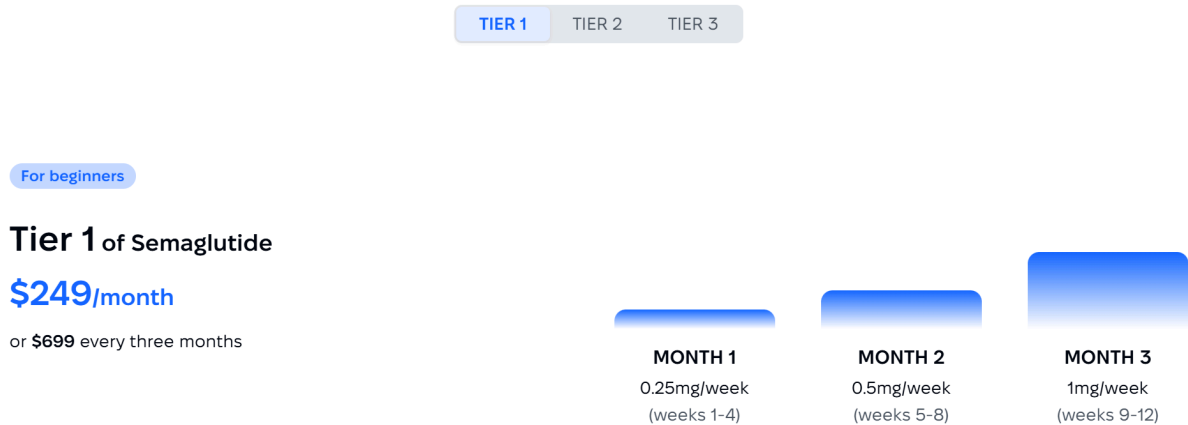 TIER 1 TIER 2 TIER 3
For beginners
Tier 1 of Semaglutide
$249/month
or $699 every three months
MONTH 1
0.25mg/week
(weeks 1-4)
MONTH 2
0.5mg/week
(weeks 5-8)
MONTH 3
1mg/week
(weeks 9-12)